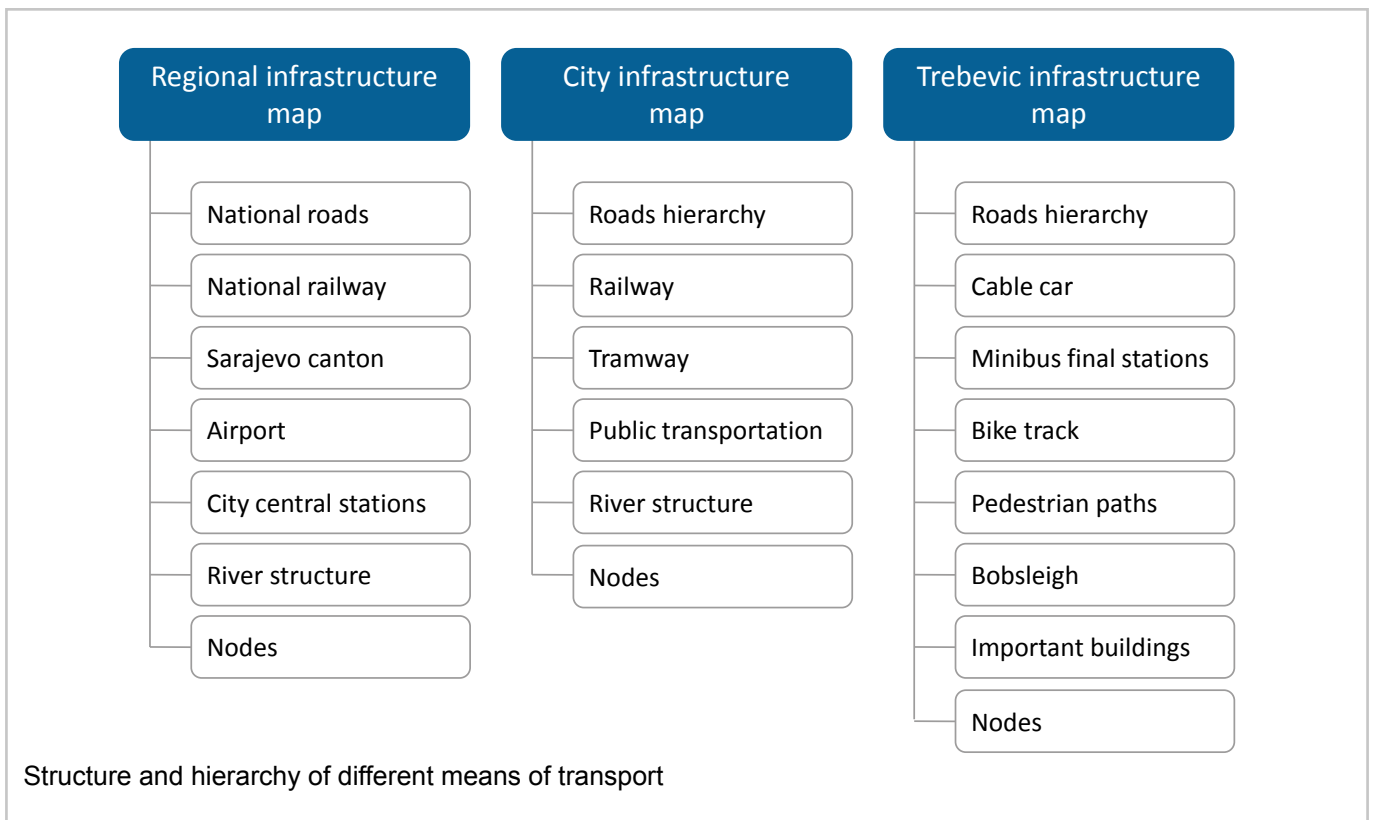 Regional infrastructure
map
National roads
National railway
Sarajevo canton
Airport
City central stations
River structure
Nodes
City infrastructure
map
Roads hierarchy
Railway
Tramway
Public transportation
River structure
Nodes
Trebevic infrastructure
map
Roads hierarchy
Cable car
Minibus final stations
Bike track
Pedestrian paths
Bobsleigh
Important buildings
Nodes
Structure and hierarchy of different means of transport